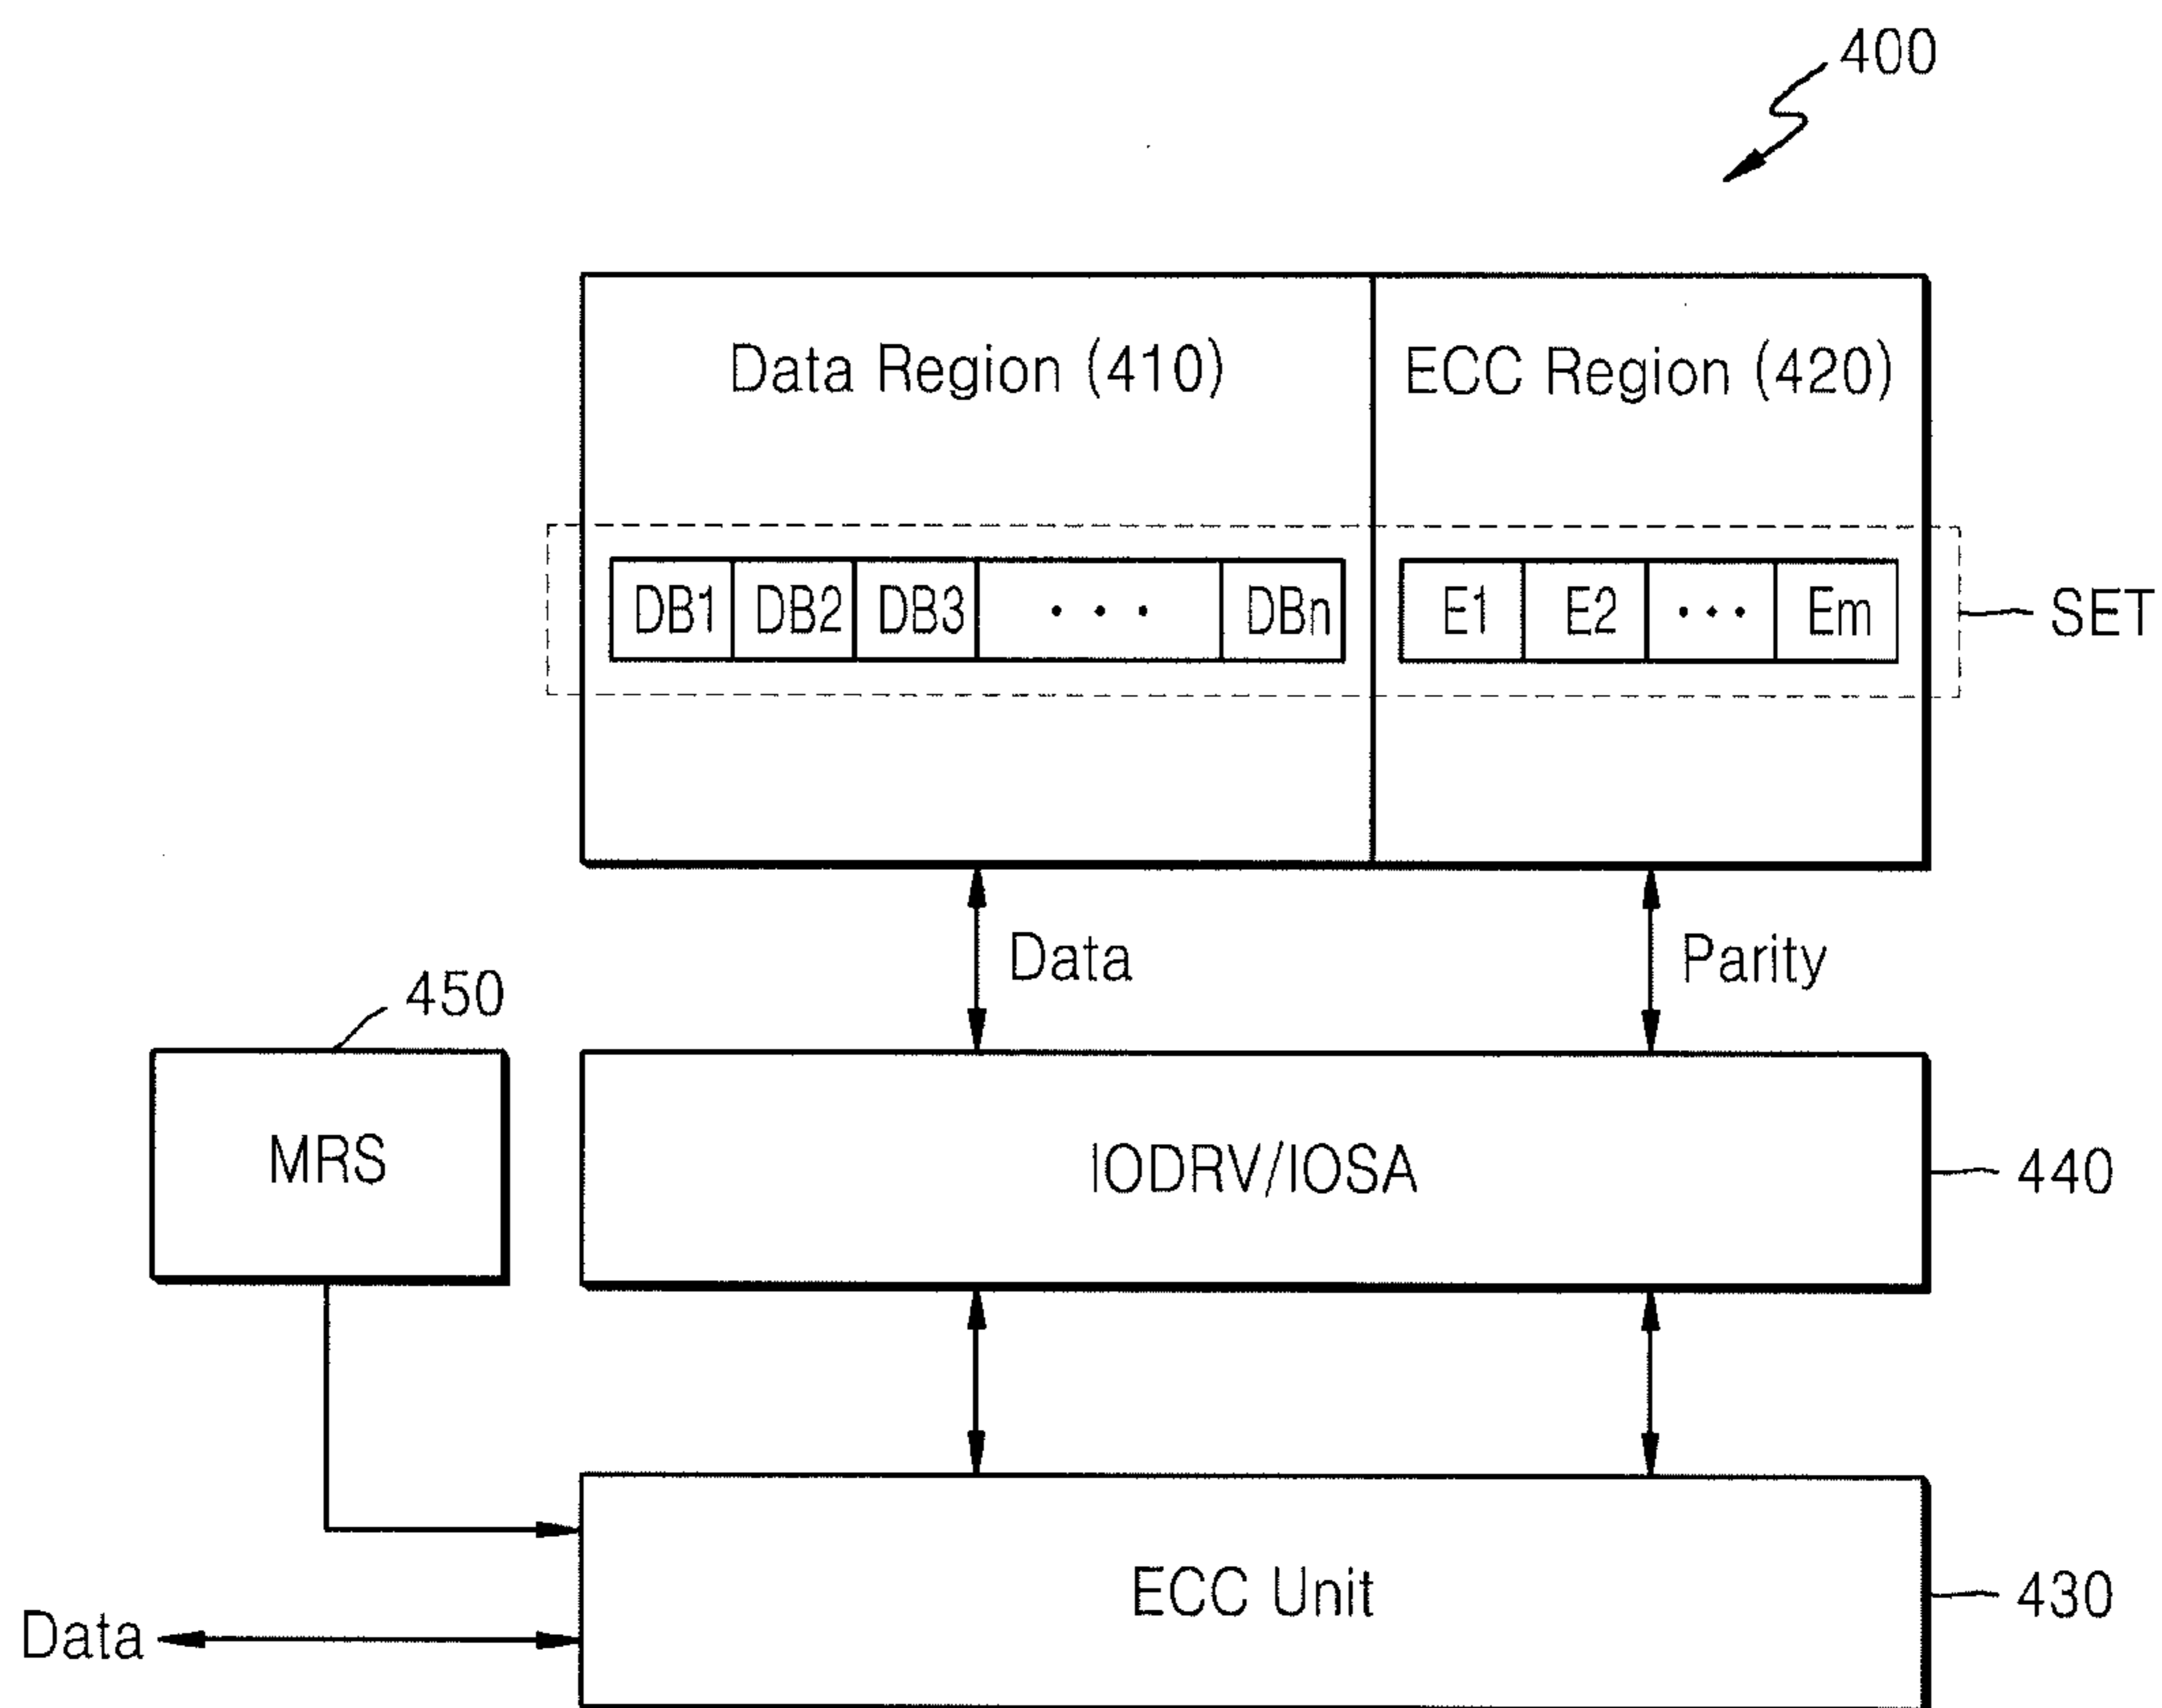 400
Data Region (410)
ECC Region (420)
DB1 DB2 DB3 • • • DBn
E1 E2 • • • Em
SET
Data
Parity
450
MRS
IODRV/IOSA
440
ECC Unit
430
Data